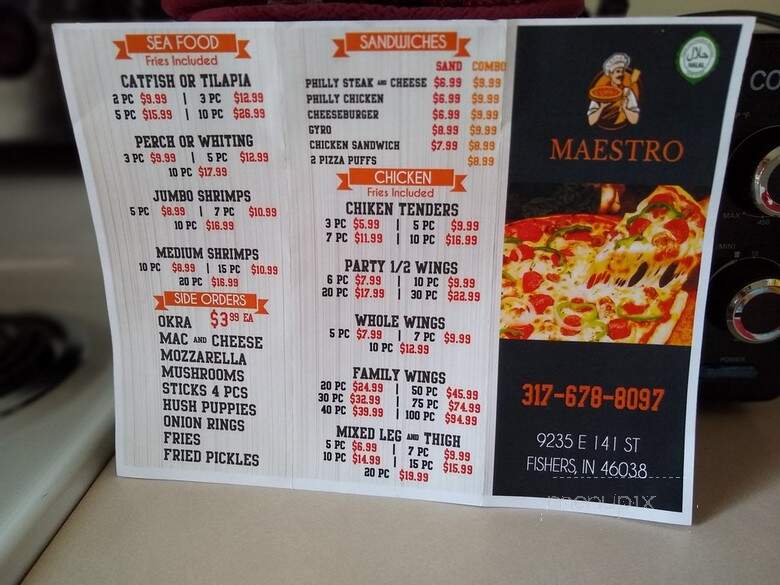 SEA FOOD
Fries Included
CATFISH OR TILAPIA
2 PC $9.99 | 3 PC $12.99
5 PC $15.99 | 10 PC $26.99
PERCH OR WHITING
3 PC $9.99 | 5 PC $12.99
10 PC $17.99
JUMBO SHRIMPS
5 PC $8.99 | 7 PC $10.99
10 PC $16.99
MEDIUM SHRIMPS
10 PC $8.99 | 15 PC $10.99
20 PC $16.99
SIDE ORDERS
OKRA $3.99 EA
MAC AND CHEESE
MOZZARELLA
MUSHROOMS
STICKS 4 PCS
HUSH PUPPIES
ONION RINGS
FRIES
FRIED PICKLES
SANDWICHES
SAND COMBO
PHILLY STEAK AND CHEESE $6.99 $9.99
PHILLY CHICKEN $6.99 $9.99
CHEESEBURGER $6.99 $9.99
GYRO $8.99 $9.99
CHICKEN SANDWICH $7.99 $8.99
2 PIZZA PUFFS $8.99
CHICKEN
Fries Included
CHIKEN TENDERS
3 PC $5.99 | 5 PC $9.99
7 PC $11.99 | 10 PC $16.99
PARTY 1/2 WINGS
6 PC $7.99 | 10 PC $9.99
20 PC $17.99 | 30 PC $22.99
WHOLE WINGS
5 PC $7.99 | 7 PC $9.99
10 PC $12.99
FAMILY WINGS
20 PC $24.99 | 50 PC $45.99
30 PC $32.99 | 75 PC $74.99
40 PC $39.99 | 100 PC $94.99
MIXED LEG AND THIGH
5 PC $6.99 | 7 PC $9.99
10 PC $14.99 | 15 PC $15.99
20 PC $19.99
حلال
HALAL
MAESTRO
317-678-8097
9235 E 141 ST
FISHERS, IN 46038
CO
°F
MAX
450
(MIN)
POWER